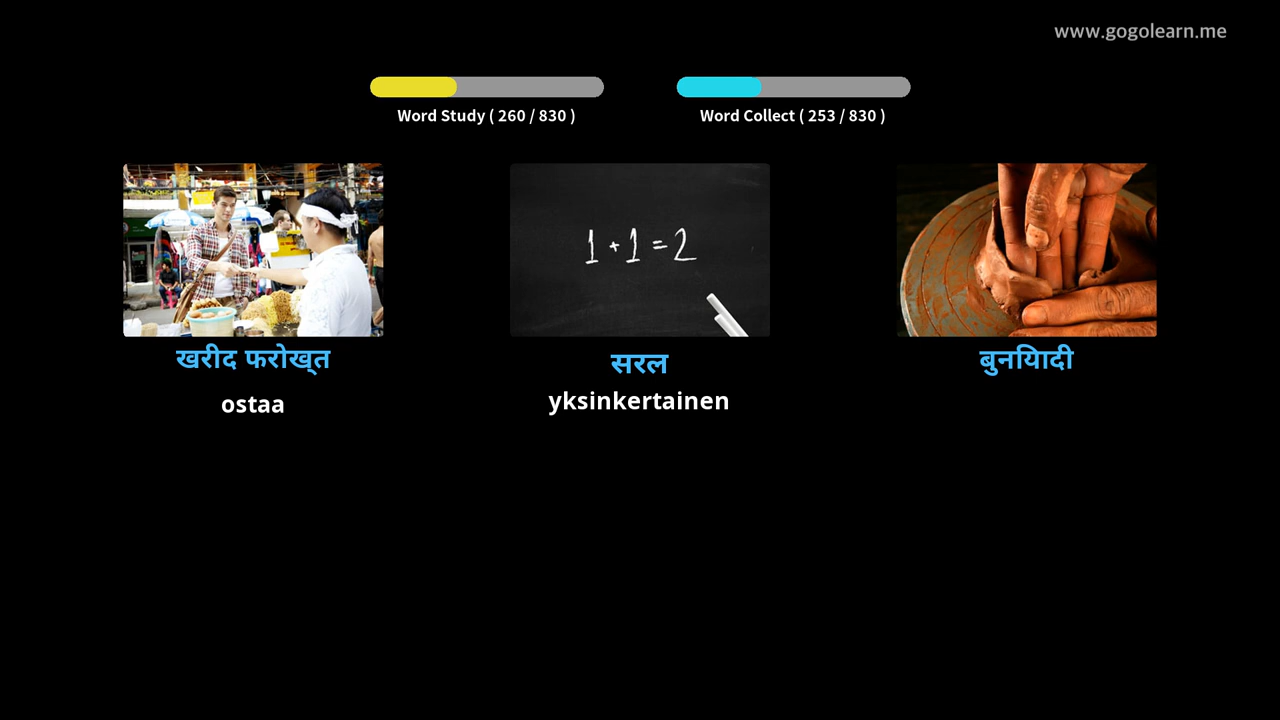 www.gogolearn.me
Word Study ( 260 / 830 )
Word Collect ( 253 / 830 )
1 + 1 = 2
खरीद फरोख्त
सरल
बुनियादी
ostaa
yksinkertainen